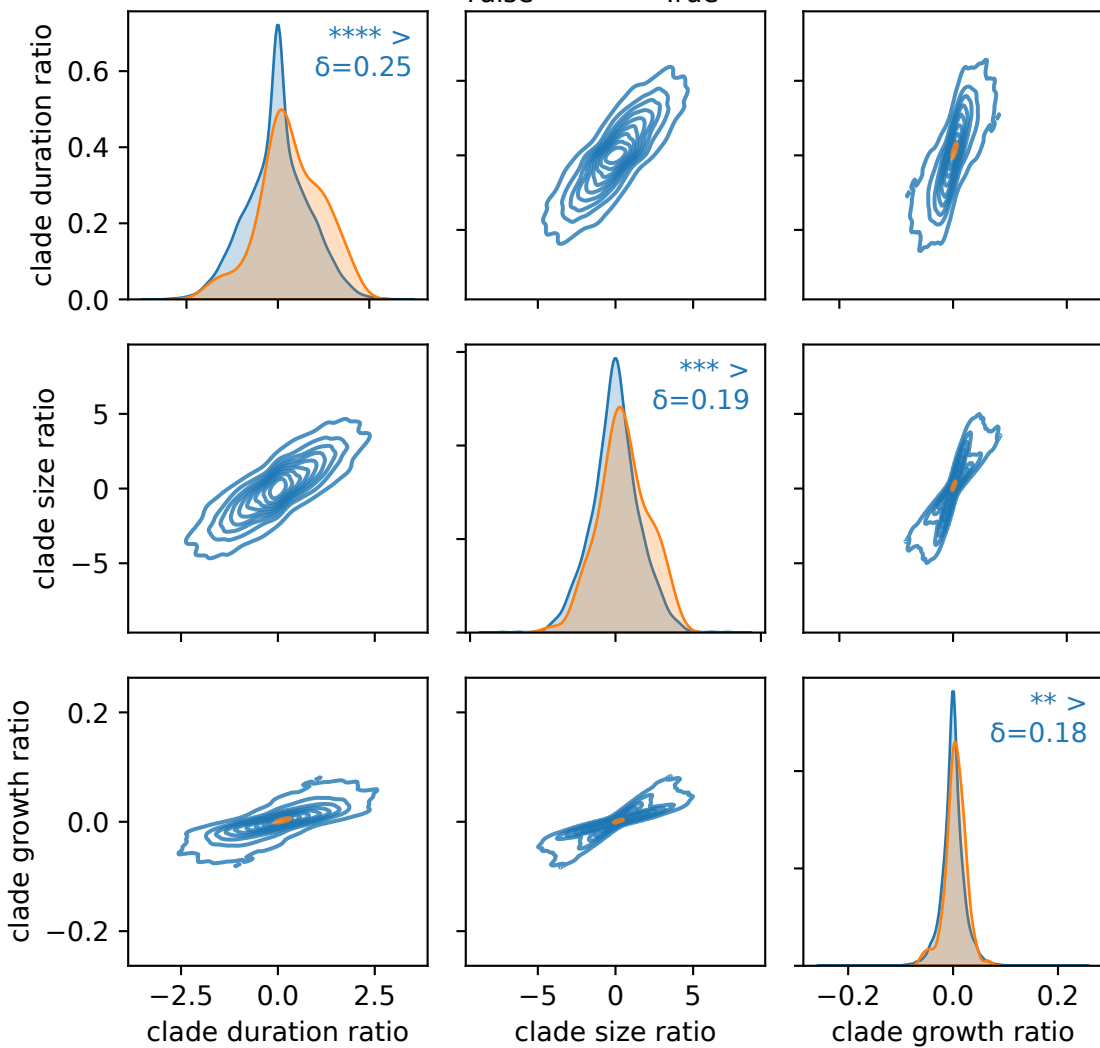 True
clade duration ratio
0.6
0.4
0.2
0.0
**** >
δ=0.25
clade size ratio
5
0
−5
*** >
δ=0.19
clade growth ratio
0.2
0.0
−0.2
** >
δ=0.18
−2.5 0.0 2.5
−5 0 5
−0.2 0.0 0.2
clade duration ratio
clade size ratio
clade growth ratio